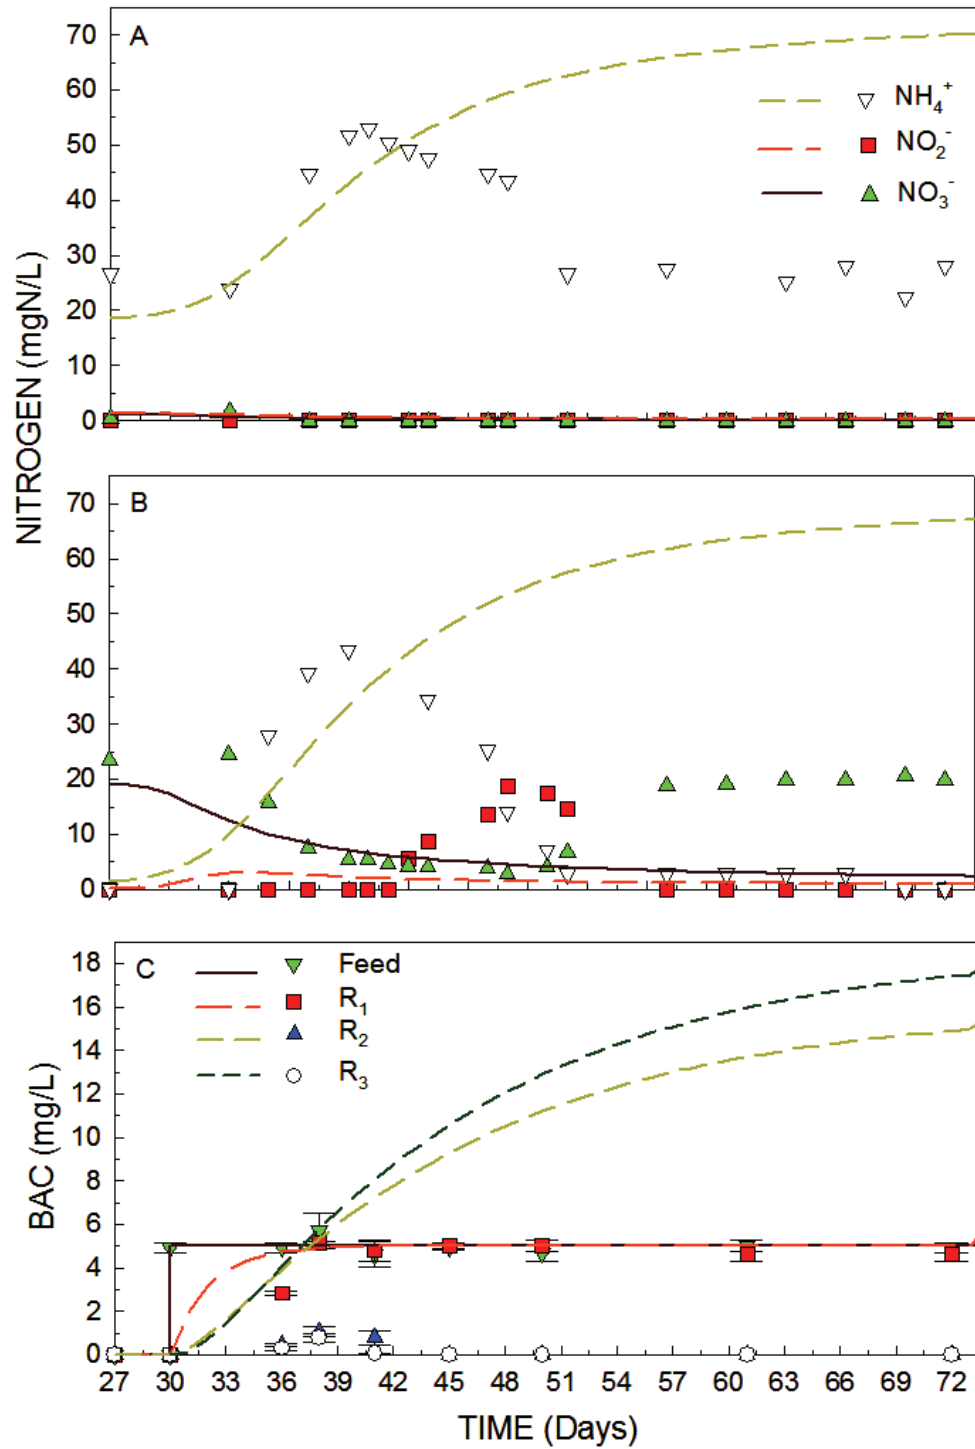 A
70
60
50
40
30
20
10
0
NH₄⁺
NO₂⁻
NO₃⁻
NITROGEN (mgN/L)
B
70
60
50
40
30
20
10
0
C
18
16
14
12
10
8
6
4
2
0
Feed
R₁
R₂
R₃
BAC (mg/L)
27 30 33 36 39 42 45 48 51 54 57 60 63 66 69 72
TIME (Days)